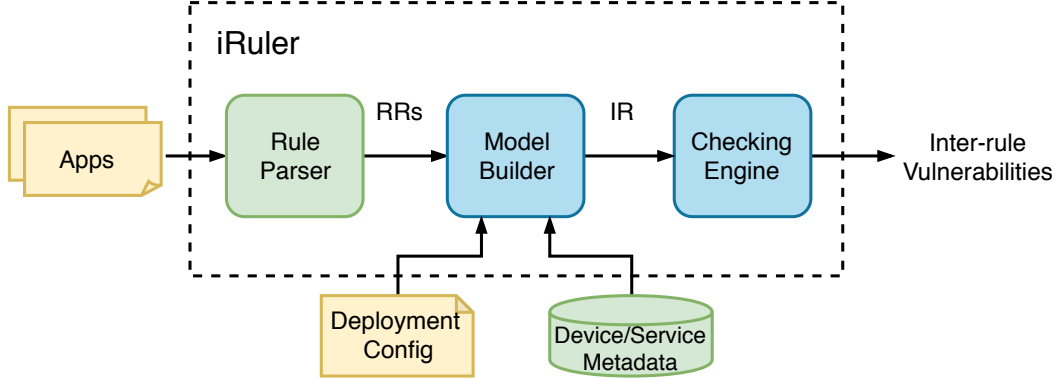 iRuler
Apps
Rule
Parser
RRs
Model
Builder
IR
Checking
Engine
Inter-rule
Vulnerabilities
Deployment
Config
Device/Service
Metadata